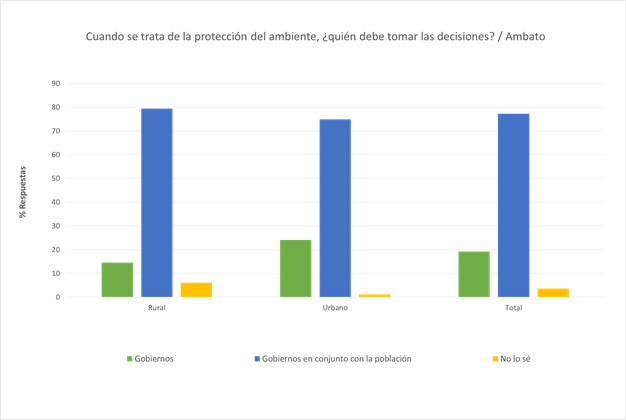 Cuando se trata de la protección del ambiente, ¿quién debe tomar las decisiones? / Ambato
90
80
70
60
50
40
30
20
10
0
% Respuestas
Rural Urbano Total
Gobiernos Gobiernos en conjunto con la población No lo sé